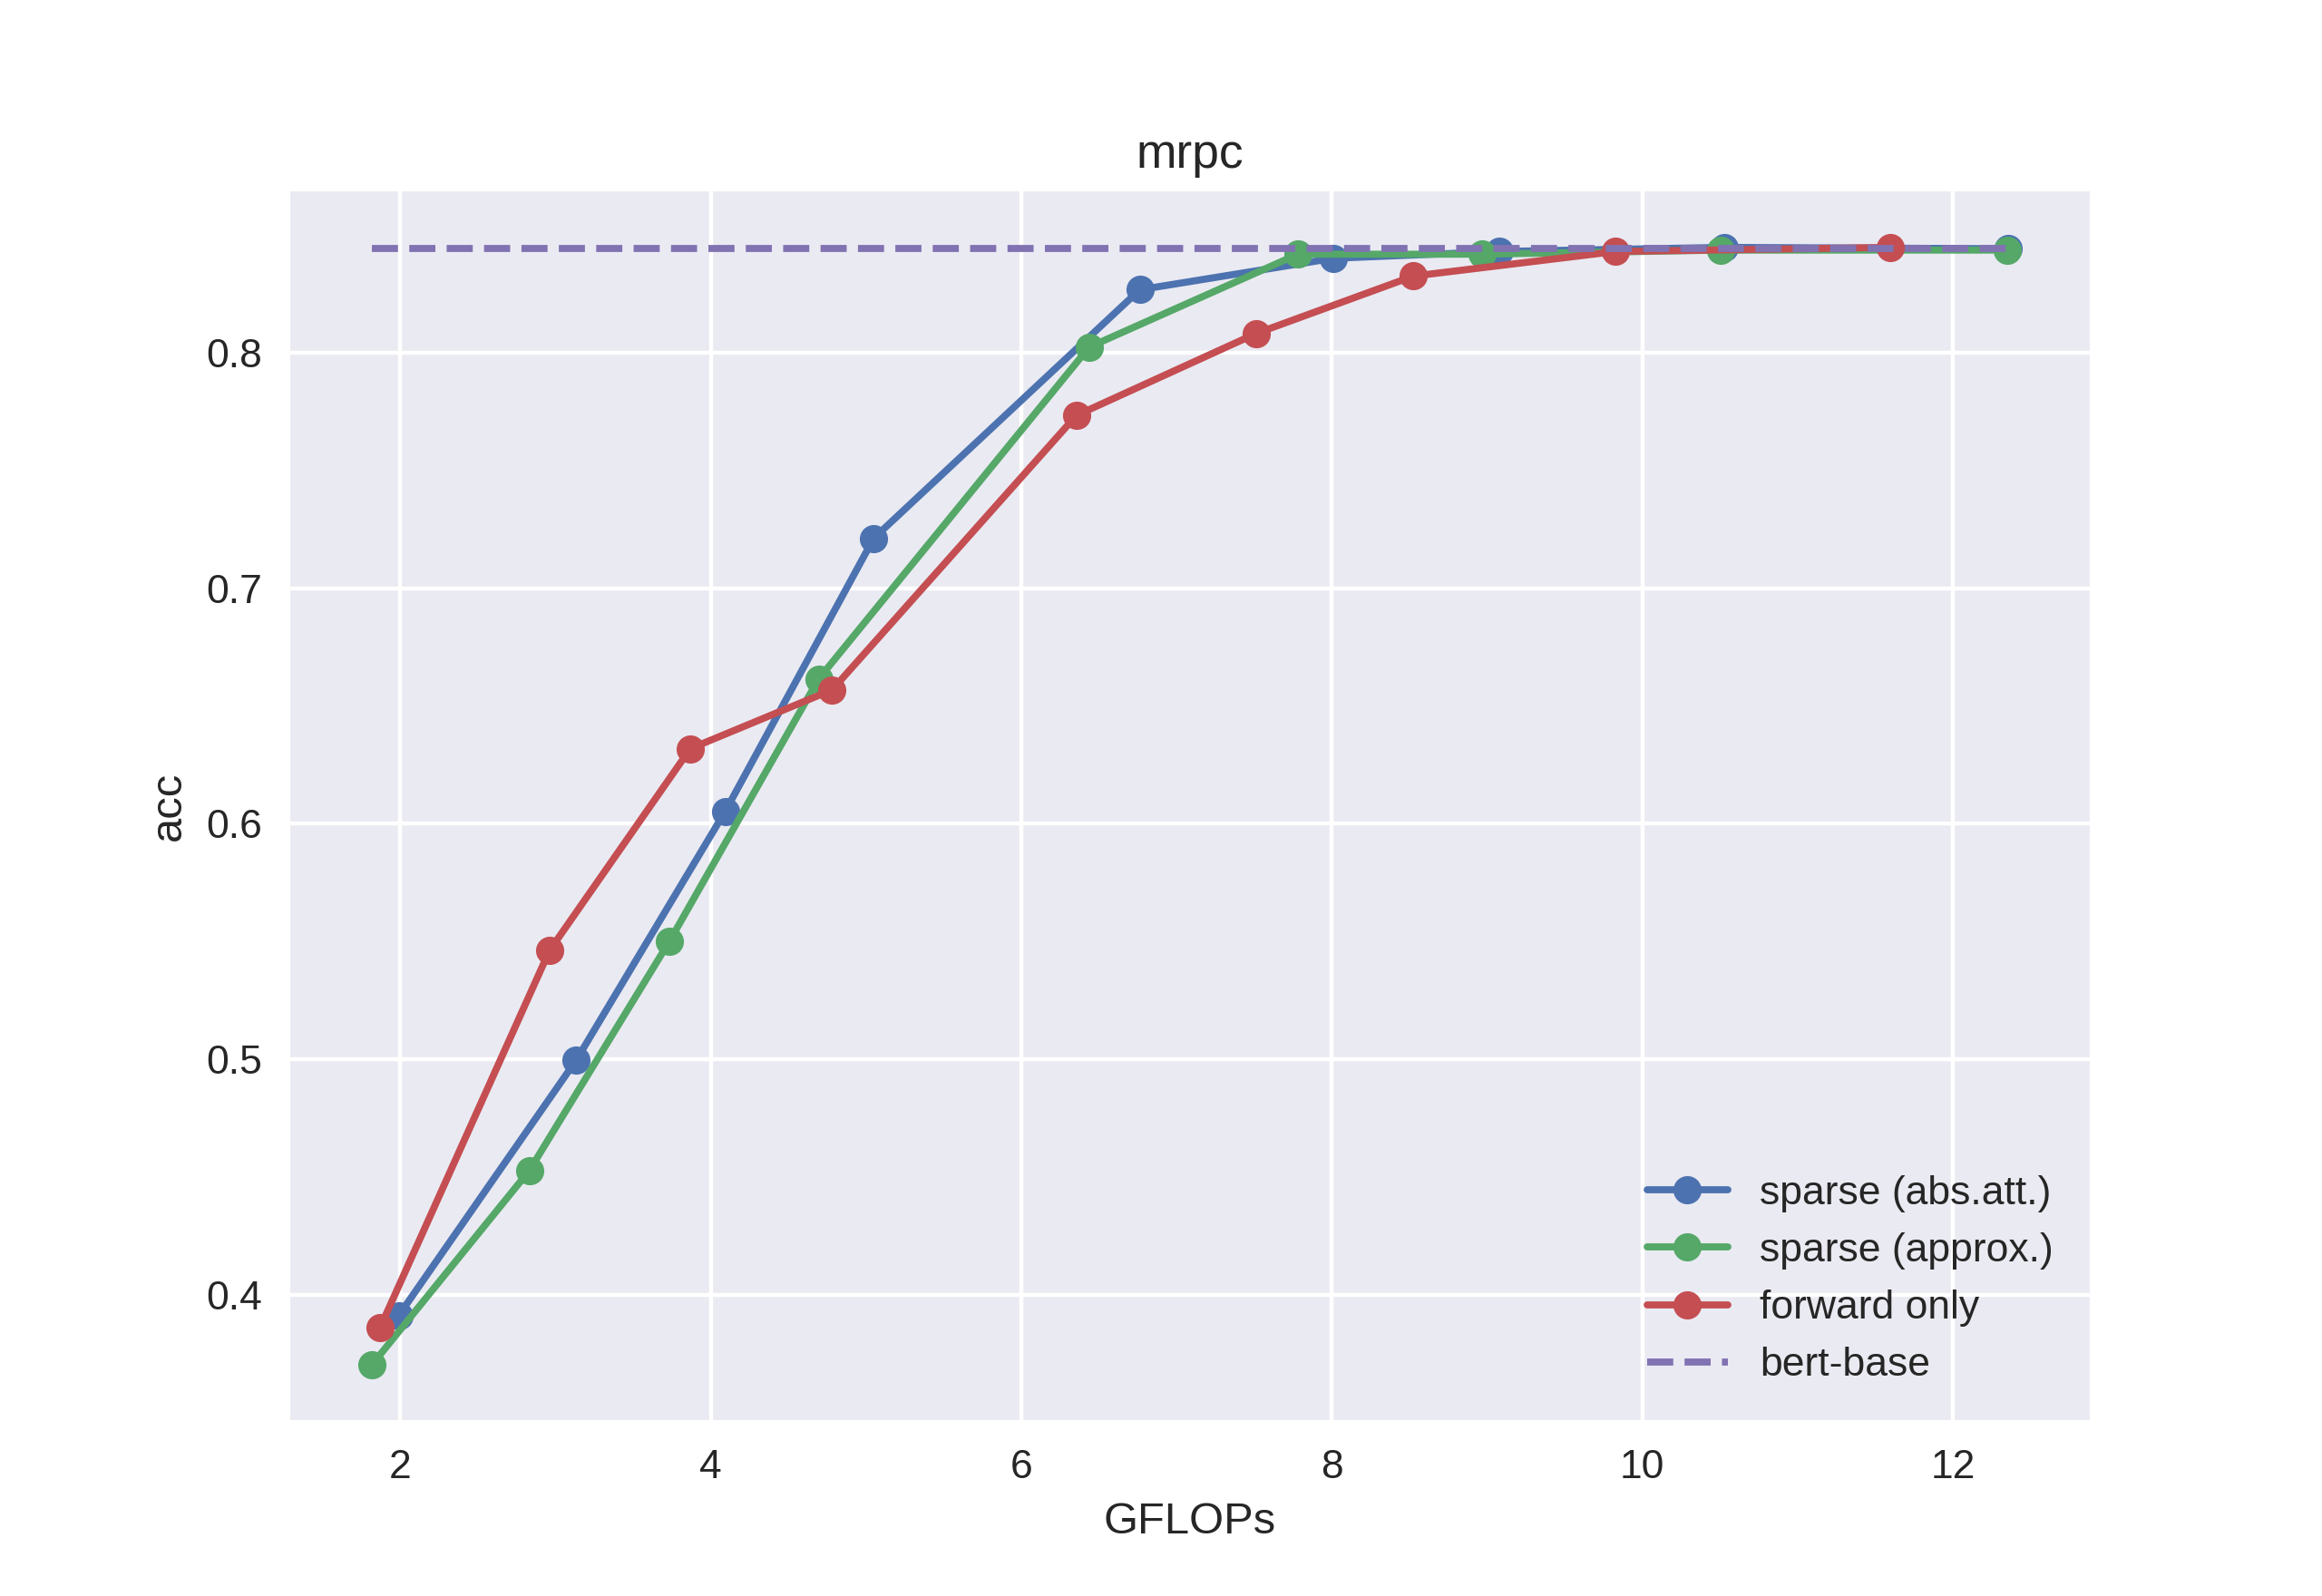 mrpc
0.8
0.7
0.6
0.5
0.4
acc
2 4 6 8 10 12
GFLOPs
sparse (abs.att.)
sparse (approx.)
forward only
bert-base